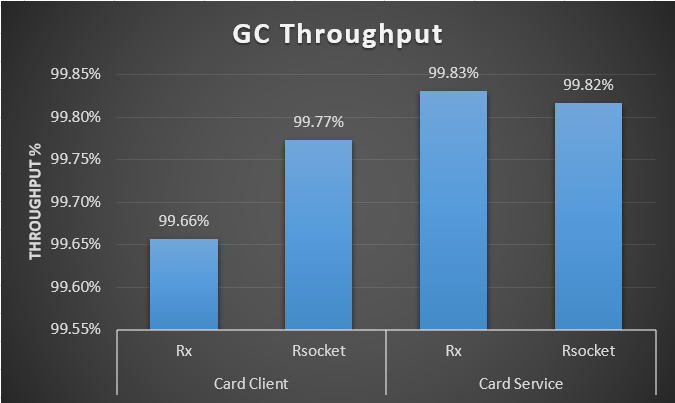 GC Throughput
THROUGHPUT %
99.85%
99.80%
99.75%
99.70%
99.65%
99.60%
99.55%
99.66%
99.77%
99.83%
99.82%
Rx Rsocket Rx Rsocket
Card Client Card Service